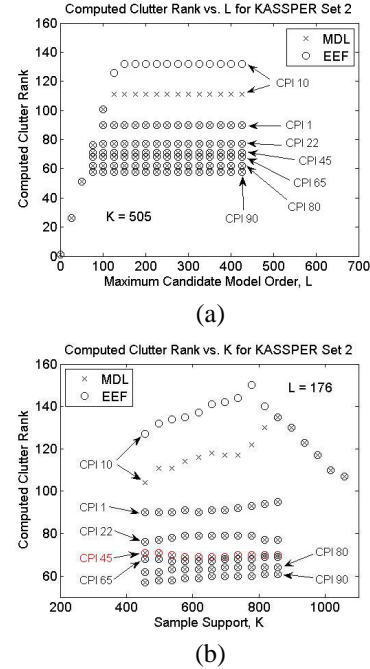 Computed Clutter Rank vs. L for KASSPER Set 2
160
140
120
100
80
60
40
20
0
Computed Clutter Rank
× MDL
○ EEF
CPI 10
CPI 1
CPI 22
CPI 45
CPI 65
CPI 80
CPI 90
K = 505
0 100 200 300 400 500 600 700
Maximum Candidate Model Order, L
(a)
Computed Clutter Rank vs. K for KASSPER Set 2
160
140
120
100
80
60
Computed Clutter Rank
× MDL
○ EEF
L = 176
CPI 10
CPI 1
CPI 22
CPI 45
CPI 65
CPI 80
CPI 90
200 400 600 800 1000
Sample Support, K
(b)